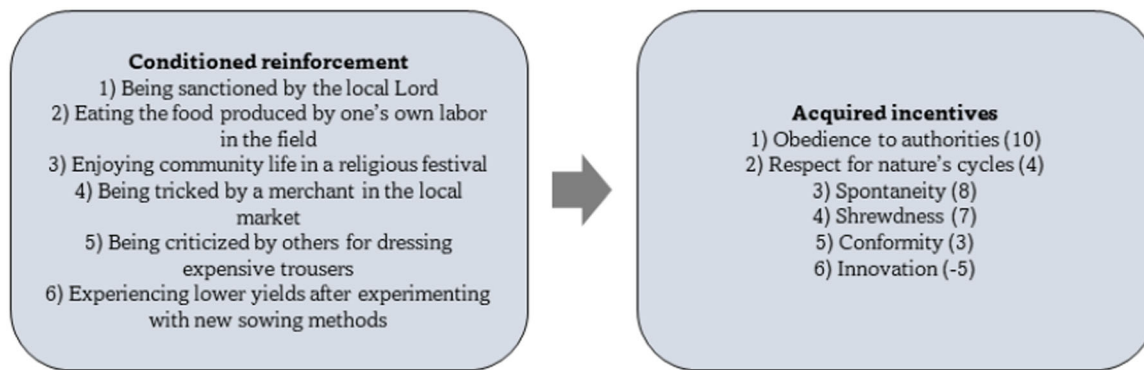 Conditioned reinforcement
1) Being sanctioned by the local Lord
2) Eating the food produced by one's own labor
in the field
3) Enjoying community life in a religious festival
4) Being tricked by a merchant in the local
market
5) Being criticized by others for dressing
expensive trousers
6) Experiencing lower yields after experimenting
with new sowing methods
Acquired incentives
1) Obedience to authorities (10)
2) Respect for nature's cycles (4)
3) Spontaneity (8)
4) Shrewdness (7)
5) Conformity (3)
6) Innovation (-5)